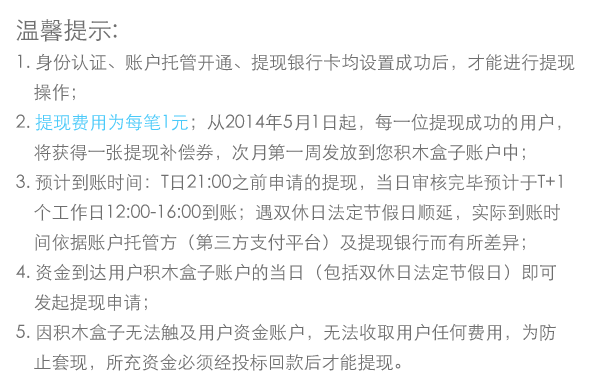 温馨提示:
1. 身份认证、账户托管开通、提现银行卡均设置成功后，才能进行提现
操作；
2. 提现费用为每笔1元；从2014年5月1日起，每一位提现成功的用户，
将获得一张提现补偿券，次月第一周发放到您积木盒子账户中；
3. 预计到账时间：T日21:00之前申请的提现，当日审核完毕预计于T+1
个工作日12:00-16:00到账；遇双休日法定节假日顺延，实际到账时
间依据账户托管方（第三方支付平台）及提现银行而有所差异；
4. 资金到达用户积木盒子账户的当日（包括双休日法定节假日）即可
发起提现申请；
5. 因积木盒子无法触及用户资金账户，无法收取用户任何费用，为防
止套现，所充资金必须经投标回款后才能提现。